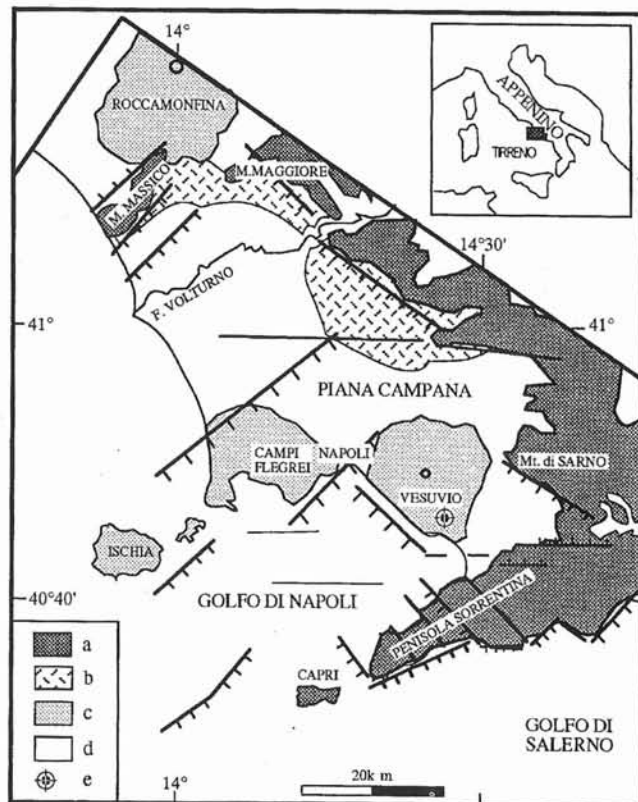 14°
ROCCAMONFINA
APPENINO
TIRRENO
M. MAGGIORE
M. MASSICO
14°30'
F. VOLTURNO
41°
41°
PIANA CAMPANA
CAMPI
FLEGREI
NAPOLI
Mt. di SARNO
VESUVIO
ISCHIA
40°40'
GOLFO DI NAPOLI
PENISOLA SORRENTINA
a
b
c
d
e
CAPRI
GOLFO DI
SALERNO
14°
20k m